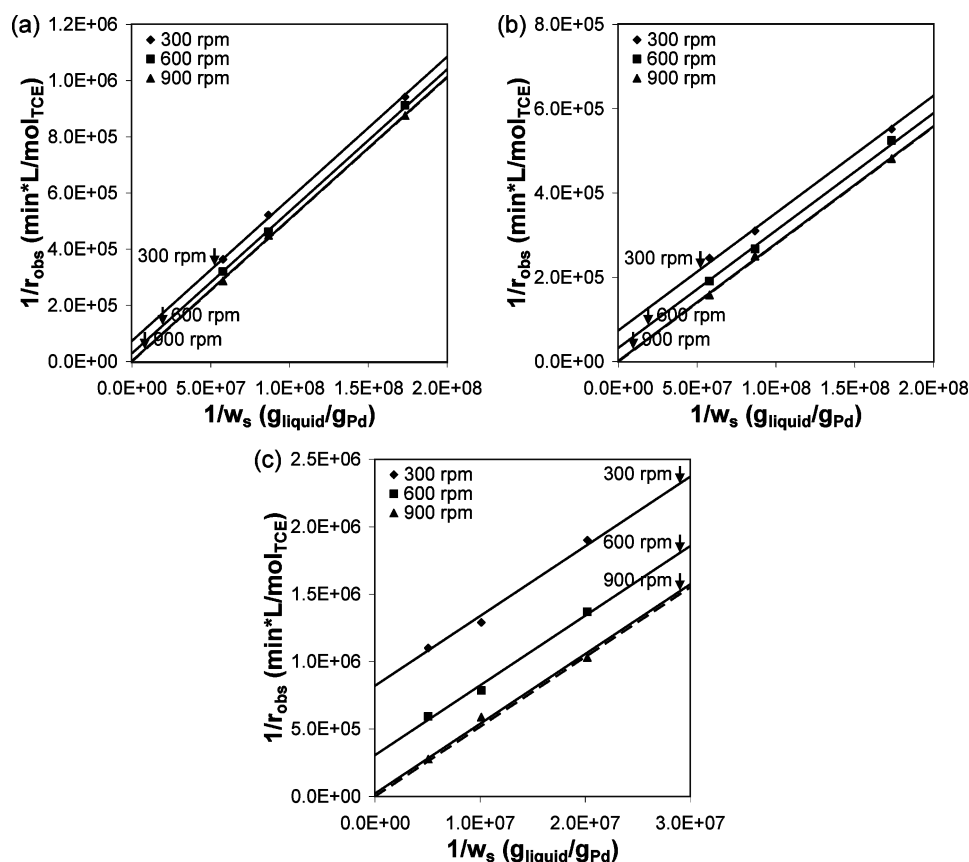 (a)
1.2E+06
1.0E+06
8.0E+05
6.0E+05
4.0E+05
2.0E+05
0.0E+00
1/r_obs (min*L/mol_TCE)
300 rpm
600 rpm
900 rpm
300 rpm
600 rpm
900 rpm
0.0E+00 5.0E+07 1.0E+08 1.5E+08 2.0E+08
1/w_s (g_liquid/g_Pd)
(b)
8.0E+05
6.0E+05
4.0E+05
2.0E+05
0.0E+00
1/r_obs (min*L/mol_TCE)
300 rpm
600 rpm
900 rpm
300 rpm
600 rpm
900 rpm
0.0E+00 5.0E+07 1.0E+08 1.5E+08 2.0E+08
1/w_s (g_liquid/g_Pd)
(c)
2.5E+06
2.0E+06
1.5E+06
1.0E+06
5.0E+05
0.0E+00
1/r_obs (min*L/mol_TCE)
300 rpm
600 rpm
900 rpm
300 rpm
600 rpm
900 rpm
0.0E+00 1.0E+07 2.0E+07 3.0E+07
1/w_s (g_liquid/g_Pd)